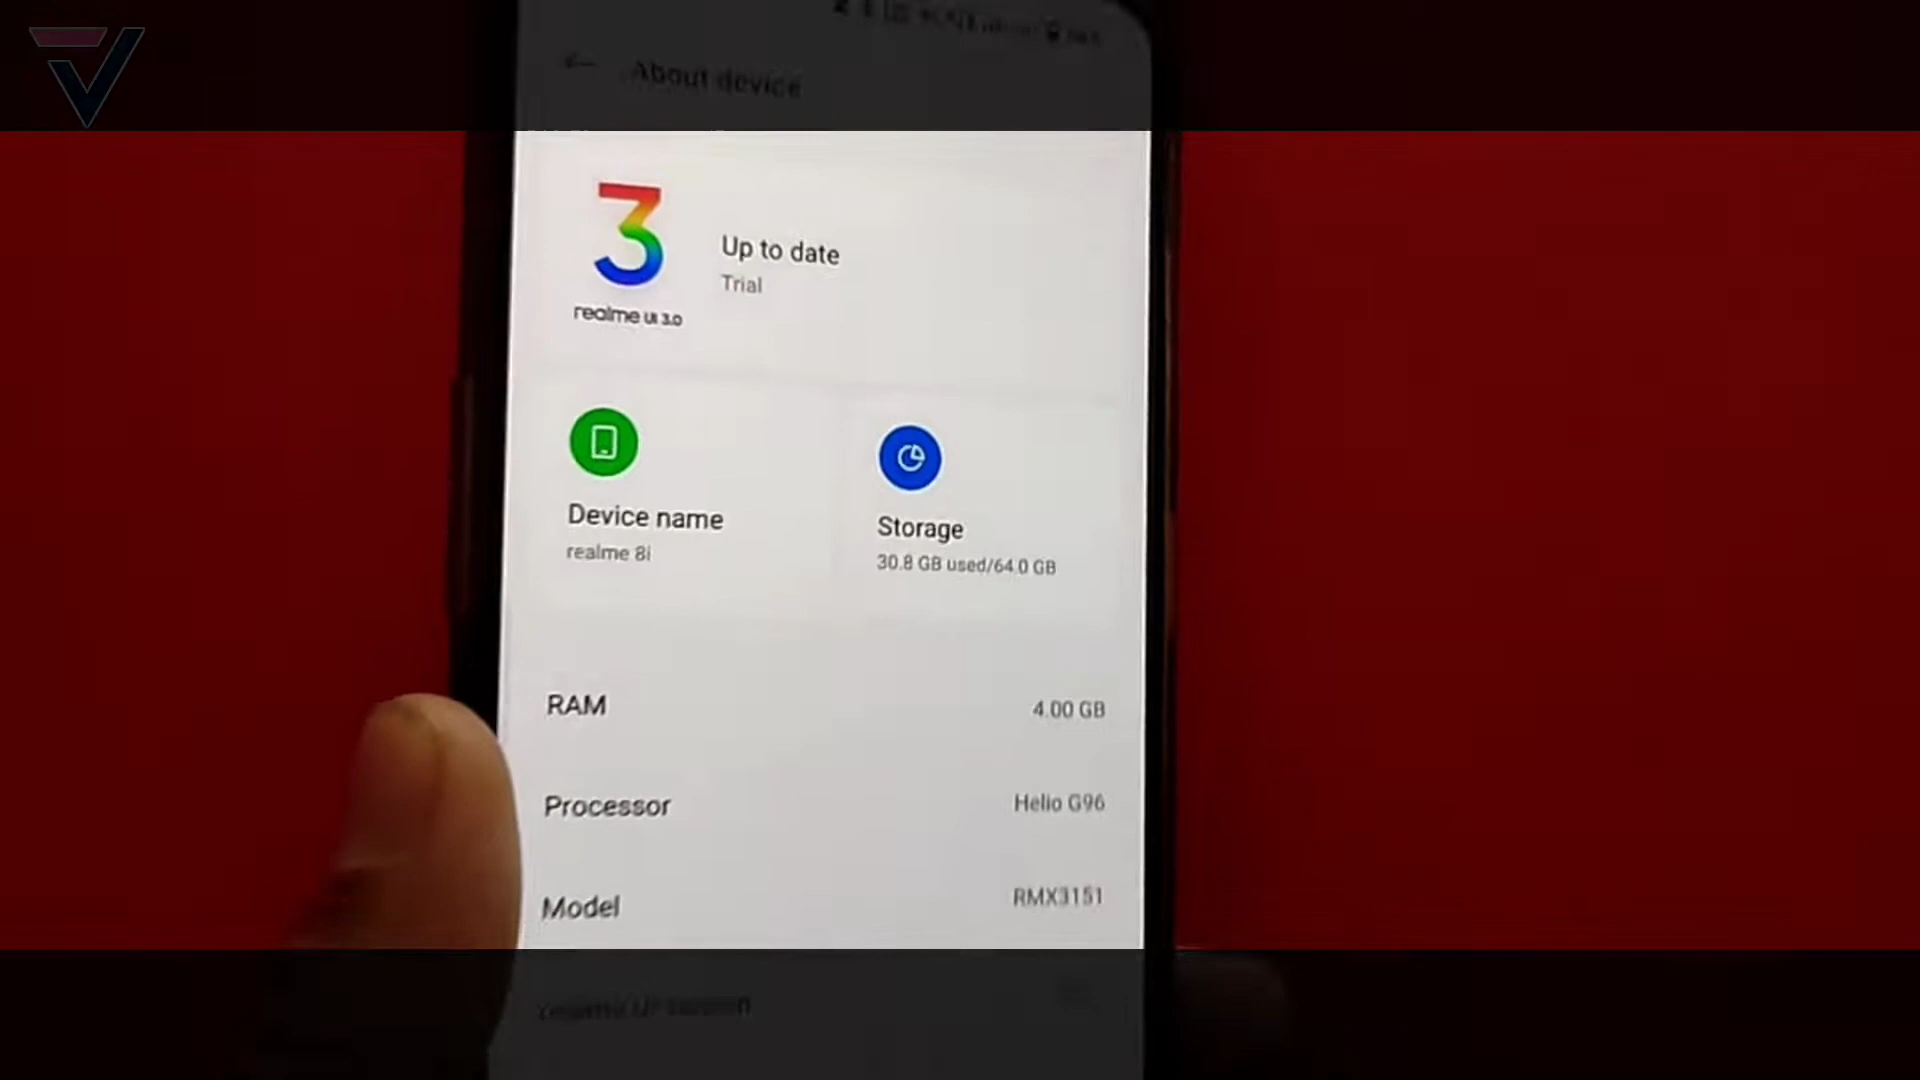 About device
3
realme UI 3.0
Up to date
Trial
Device name
realme 8i
Storage
30.8 GB used/64.0 GB
RAM
4.00 GB
Processor
Helio G96
Model
RMX3151